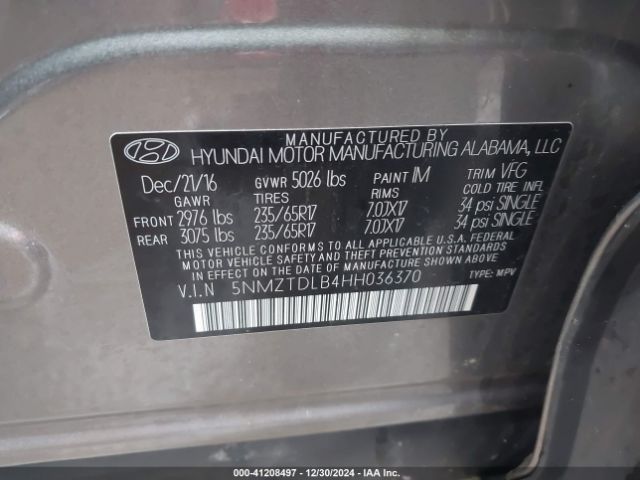 MANUFACTURED BY
HYUNDAI MOTOR MANUFACTURING ALABAMA, LLC
Dec/21/16 GVWR 5026 lbs PAINT IM TRIM VFG
GAWR TIRES RIMS COLD TIRE INFL
FRONT 2976 lbs 235/65R17 7.0JX17 34 psi SINGLE
REAR 3075 lbs 235/65R17 7.0JX17 34 psi SINGLE
THIS VEHICLE CONFORMS TO ALL APPLICABLE U.S.A. FEDERAL
MOTOR VEHICLE SAFETY AND THEFT PREVENTION STANDARDS IN
EFFECT ON THE DATE OF MANUFACTURE SHOWN ABOVE.
V.I.N 5NMZTDLB4HH036370 TYPE: MPV
000-41208497 - 12/30/2024 - IAA Inc.